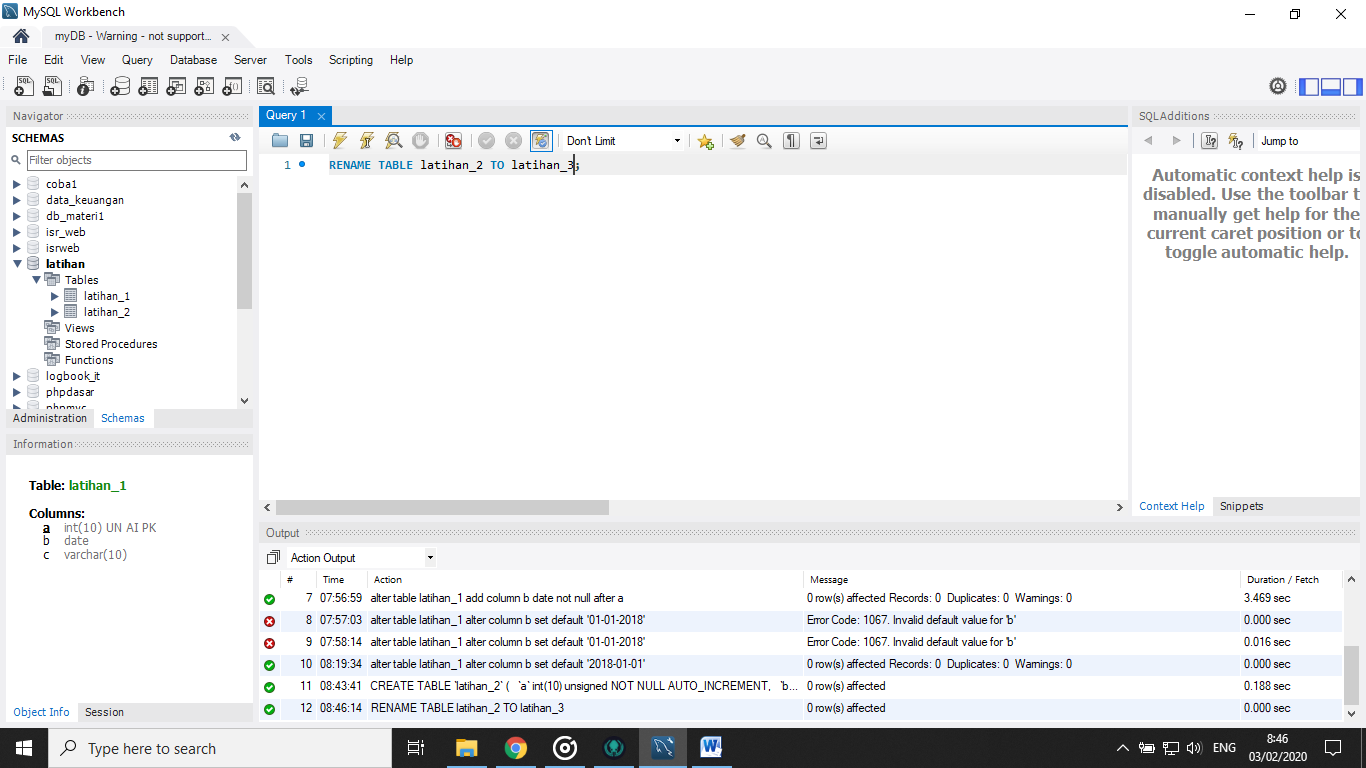 MySQL Workbench
myDB - Warning - not support...
File Edit View Query Database Server Tools Scripting Help
Navigator
SCHEMAS
Filter objects
coba1
data_keuangan
db_materi1
isr_web
isrweb
latihan
Tables
latihan_1
latihan_2
Views
Stored Procedures
Functions
logbook_it
phpdasar
Administration Schemas
Information
Table: latihan_1
Columns:
a int(10) UN AI PK
b date
c varchar(10)
Object Info Session
Query 1
Don't Limit
1 RENAME TABLE latihan_2 TO latihan_3;
SQLAdditions
Jump to
Automatic context help is
disabled. Use the toolbar t
manually get help for the
current caret position or to
toggle automatic help.
Context Help Snippets
Output
Action Output
# Time Action Message Duration / Fetch
7 07:56:59 alter table latihan_1 add column b date not null after a 0 row(s) affected Records: 0 Duplicates: 0 Warnings: 0 3.469 sec
8 07:57:03 alter table latihan_1 alter column b set default '01-01-2018' Error Code: 1067. Invalid default value for 'b' 0.000 sec
9 07:58:14 alter table latihan_1 alter column b set default '01-01-2018' Error Code: 1067. Invalid default value for 'b' 0.016 sec
10 08:19:34 alter table latihan_1 alter column b set default '2018-01-01' 0 row(s) affected Records: 0 Duplicates: 0 Warnings: 0 0.000 sec
11 08:43:41 CREATE TABLE `latihan_2` ( `a` int(10) unsigned NOT NULL AUTO_INCREMENT, `b... 0 row(s) affected 0.188 sec
12 08:46:14 RENAME TABLE latihan_2 TO latihan_3 0 row(s) affected 0.000 sec
Type here to search
ENG
8:46
03/02/2020